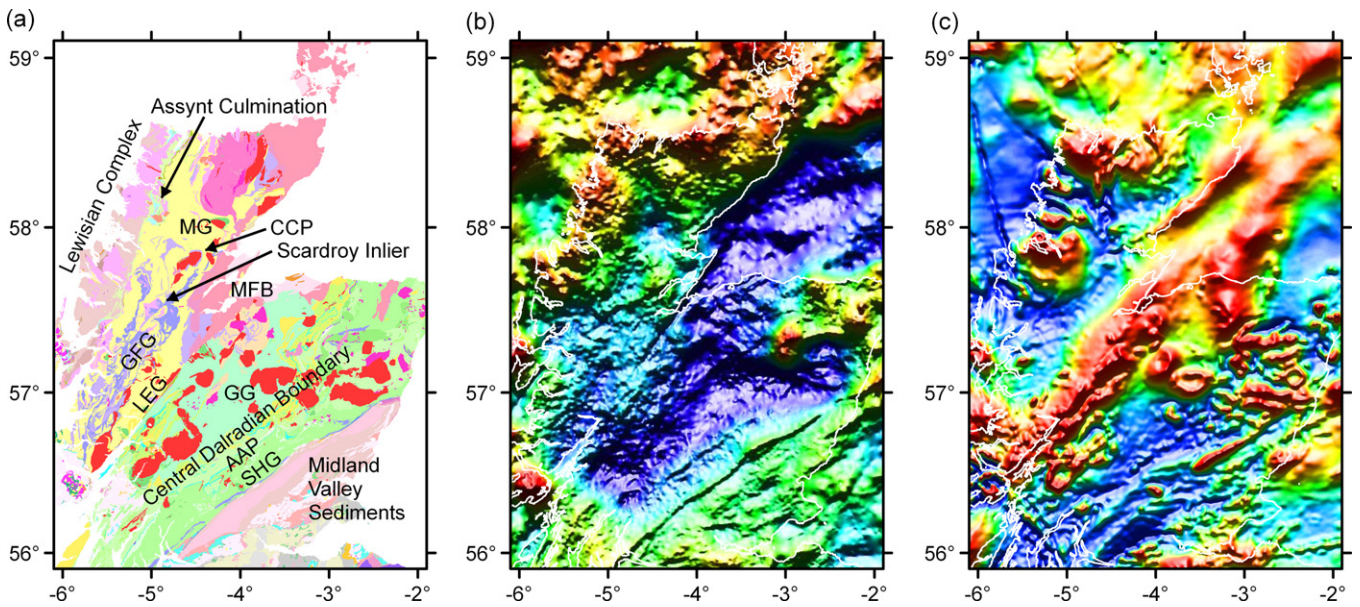 (a)
(b)
(c)
59°
58°
57°
56°
-6°
-5°
-4°
-3°
-2°
Assynt Culmination
Lewisian Complex
MG
CCP
Scardroy Inlier
MFB
GFG
LEG
GG
Central Dalradian Boundary
AAP
SHG
Midland
Valley
Sediments
59°
58°
57°
56°
-6°
-5°
-4°
-3°
-2°
59°
58°
57°
56°
-6°
-5°
-4°
-3°
-2°